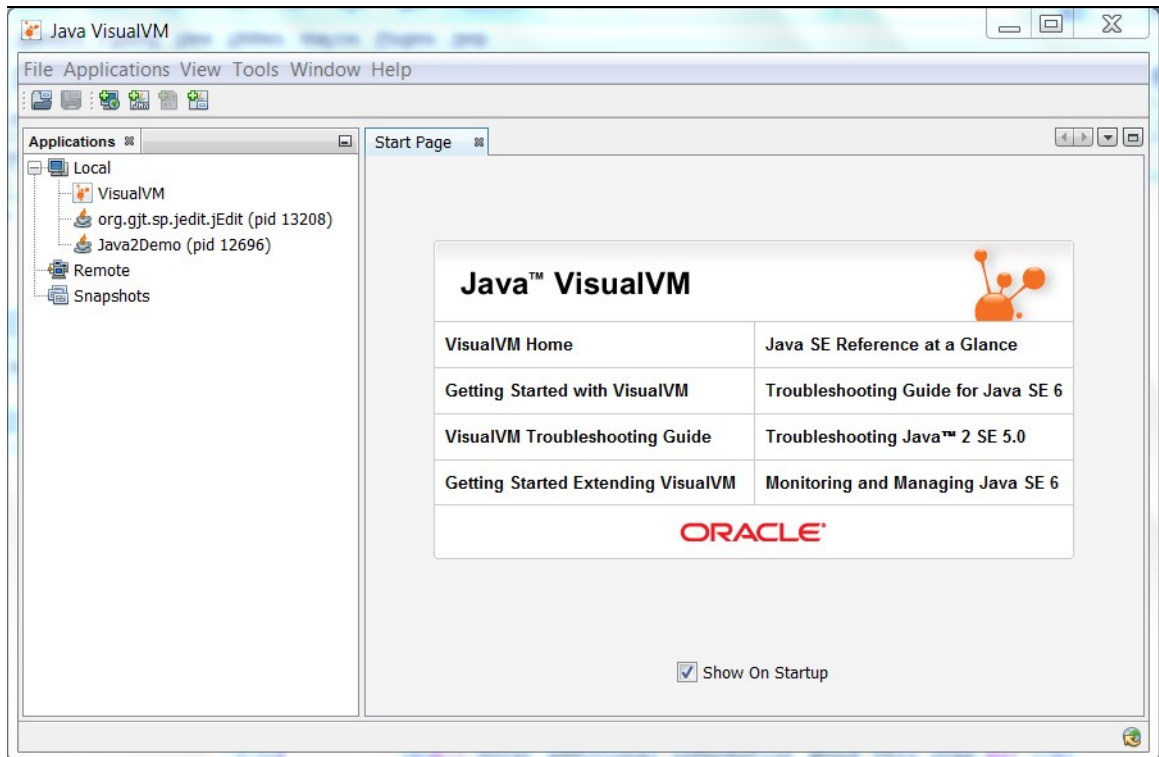 Java VisualVM
File Applications View Tools Window Help
Applications
Start Page
Local
VisualVM
org.gjt.sp.jedit.jEdit (pid 13208)
Java2Demo (pid 12696)
Remote
Snapshots
Java™ VisualVM
VisualVM Home
Java SE Reference at a Glance
Getting Started with VisualVM
Troubleshooting Guide for Java SE 6
VisualVM Troubleshooting Guide
Troubleshooting Java™ 2 SE 5.0
Getting Started Extending VisualVM
Monitoring and Managing Java SE 6
ORACLE
Show On Startup